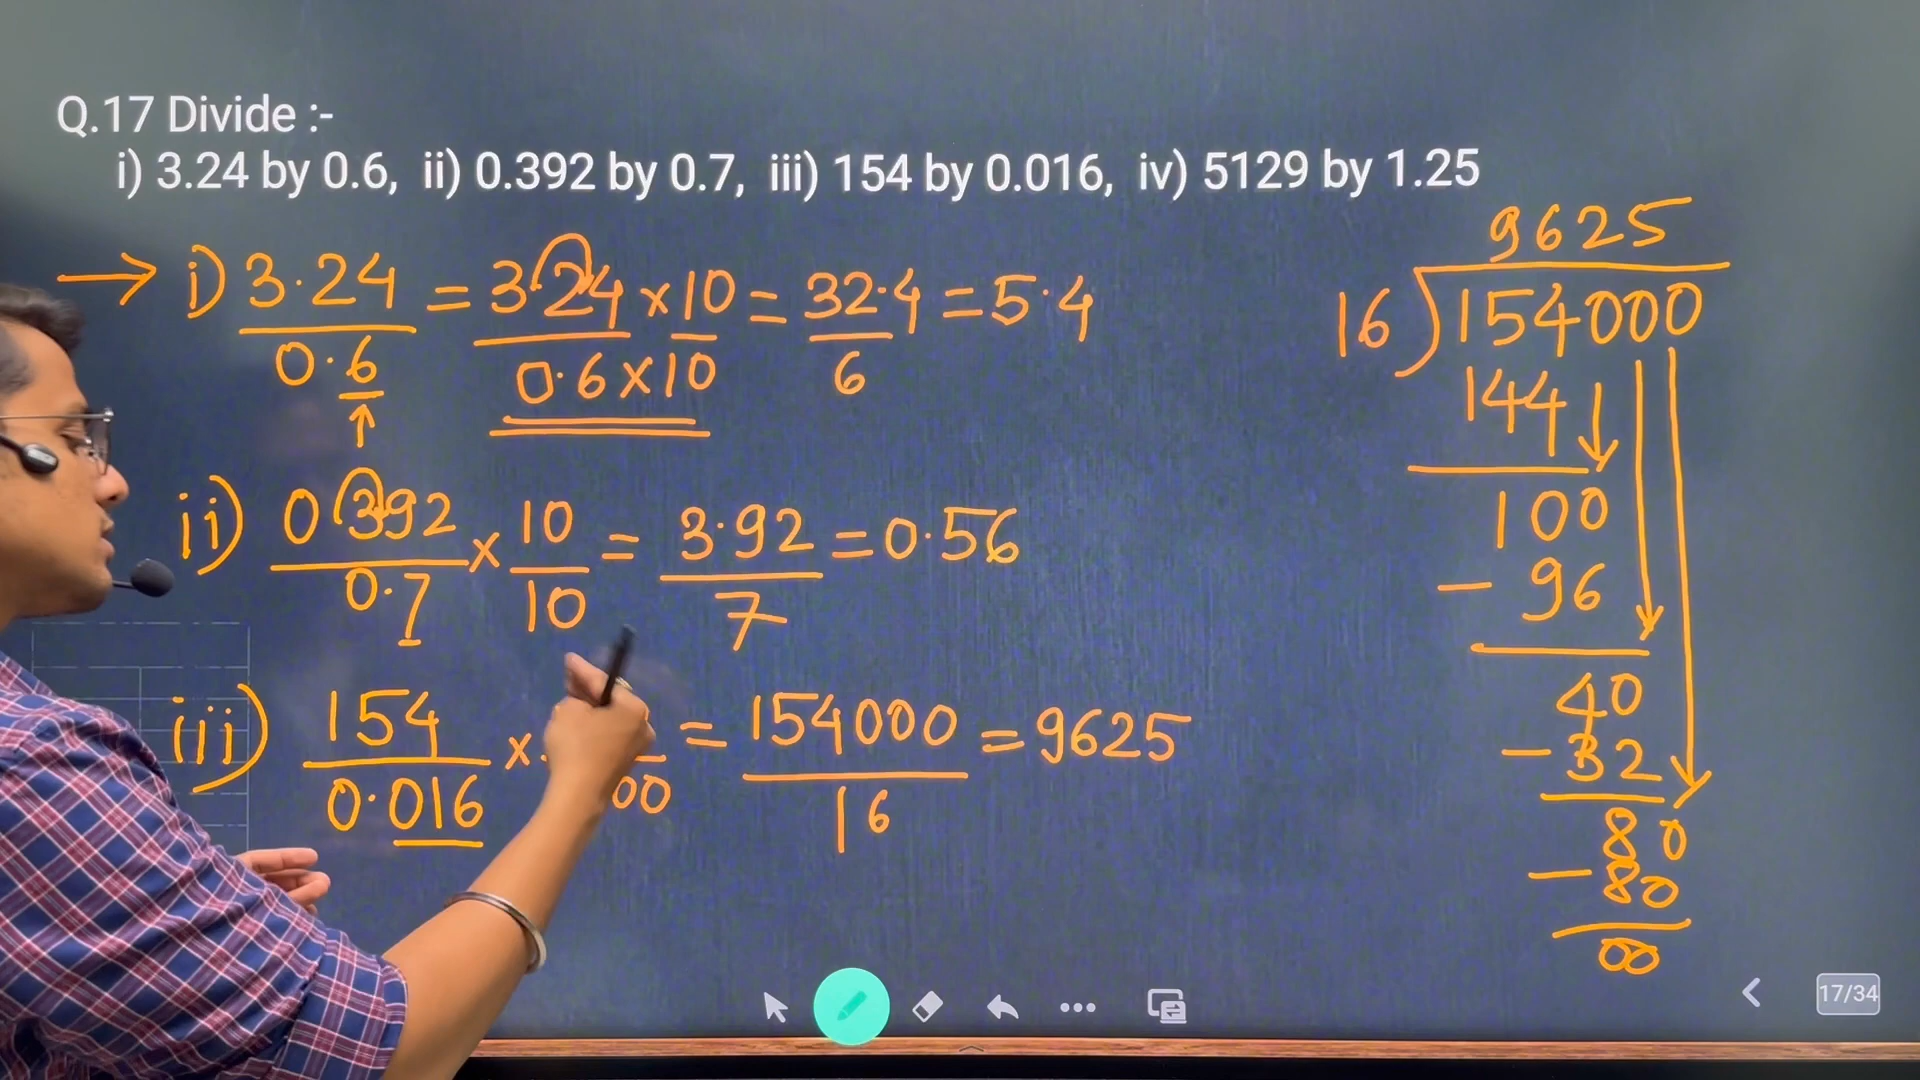 Q.17 Divide :-
i) 3.24 by 0.6, ii) 0.392 by 0.7, iii) 154 by 0.016, iv) 5129 by 1.25
→ i) 3.24 / 0.6 = 3.24 × 10 / 0.6 × 10 = 32.4 / 6 = 5.4
ii) 0.392 / 0.7 × 10 / 10 = 3.92 / 7 = 0.56
iii) 154 / 0.016 × 00 = 154000 / 16 = 9625
9625
16 ) 154000
144
100
- 96
40
- 32
80
- 80
00
17/34